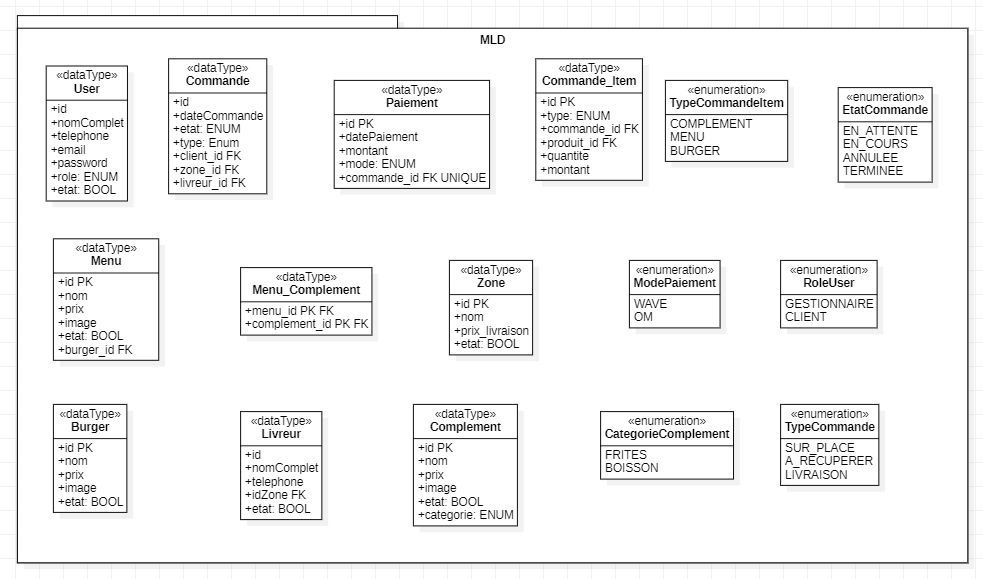 MLD
«dataType»
User
+id
+nomComplet
+telephone
+email
+password
+role: ENUM
+etat: BOOL
«dataType»
Commande
+id
+dateCommande
+etat: ENUM
+type: Enum
+client_id FK
+zone_id FK
+livreur_id FK
«dataType»
Paiement
+id PK
+datePaiement
+montant
+mode: ENUM
+commande_id FK UNIQUE
«dataType»
Commande_Item
+id PK
+type: ENUM
+commande_id FK
+produit_id FK
+quantite
+montant
«enumeration»
TypeCommandeItem
COMPLEMENT
MENU
BURGER
«enumeration»
EtatCommande
EN_ATTENTE
EN_COURS
ANNULEE
TERMINEE
«dataType»
Menu
+id PK
+nom
+prix
+image
+etat: BOOL
+burger_id FK
«dataType»
Menu_Complement
+menu_id PK FK
+complement_id PK FK
«dataType»
Zone
+id PK
+nom
+prix_livraison
+etat: BOOL
«enumeration»
ModePaiement
WAVE
OM
«enumeration»
RoleUser
GESTIONNAIRE
CLIENT
«dataType»
Burger
+id PK
+nom
+prix
+image
+etat: BOOL
«dataType»
Livreur
+id
+nomComplet
+telephone
+idZone FK
+etat: BOOL
«dataType»
Complement
+id PK
+nom
+prix
+image
+etat: BOOL
+categorie: ENUM
«enumeration»
CategorieComplement
FRITES
BOISSON
«enumeration»
TypeCommande
SUR_PLACE
A_RECUPERER
LIVRAISON